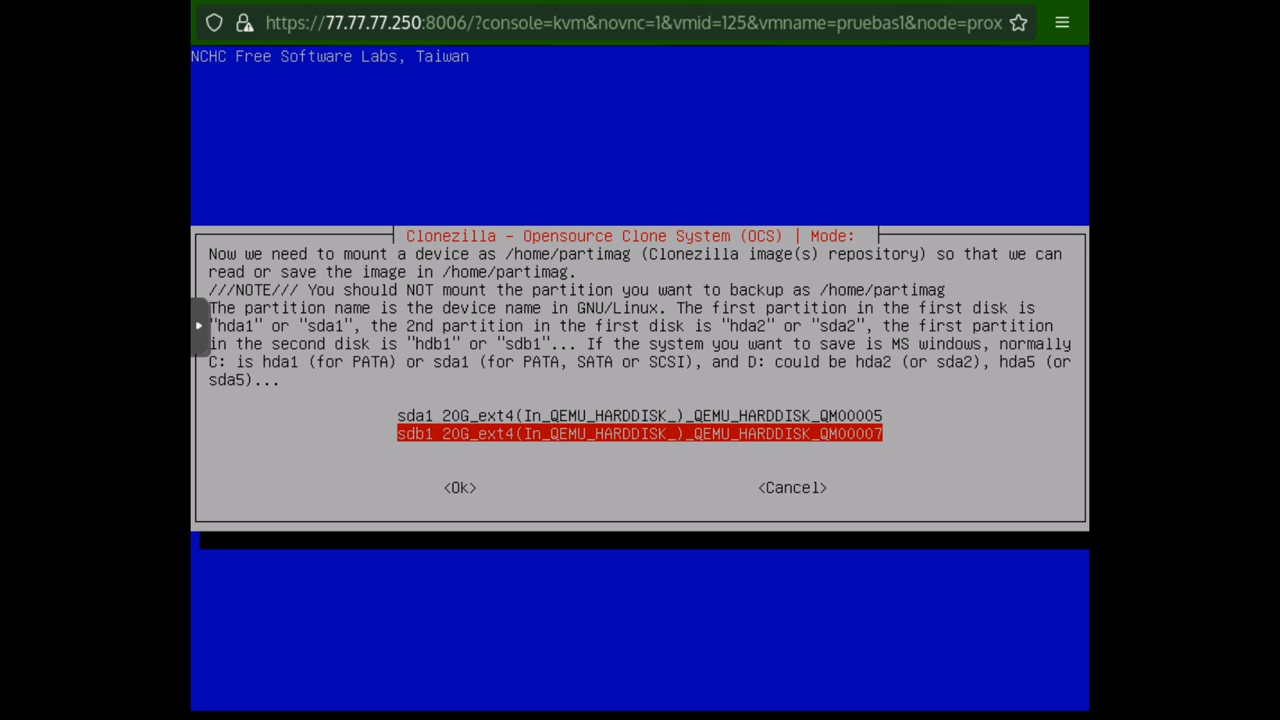 https://77.77.77.250:8006/?console=kvm&novnc=1&vmid=125&vmname=pruebas1&node=prox
NCHC Free Software Labs, Taiwan
Clonezilla - Opensource Clone System (OCS) | Mode:
Now we need to mount a device as /home/partimag (Clonezilla image(s) repository) so that we can
read or save the image in /home/partimag.
///NOTE/// You should NOT mount the partition you want to backup as /home/partimag
The partition name is the device name in GNU/Linux. The first partition in the first disk is
"hda1" or "sda1", the 2nd partition in the first disk is "hda2" or "sda2", the first partition
in the second disk is "hdb1" or "sdb1"... If the system you want to save is MS windows, normally
C: is hda1 (for PATA) or sda1 (for PATA, SATA or SCSI), and D: could be hda2 (or sda2), hda5 (or
sda5)...
sda1 20G_ext4(In_QEMU_HARDDISK_)_QEMU_HARDDISK_QM00005
sdb1 20G_ext4(In_QEMU_HARDDISK_)_QEMU_HARDDISK_QM00007
<Ok> <Cancel>